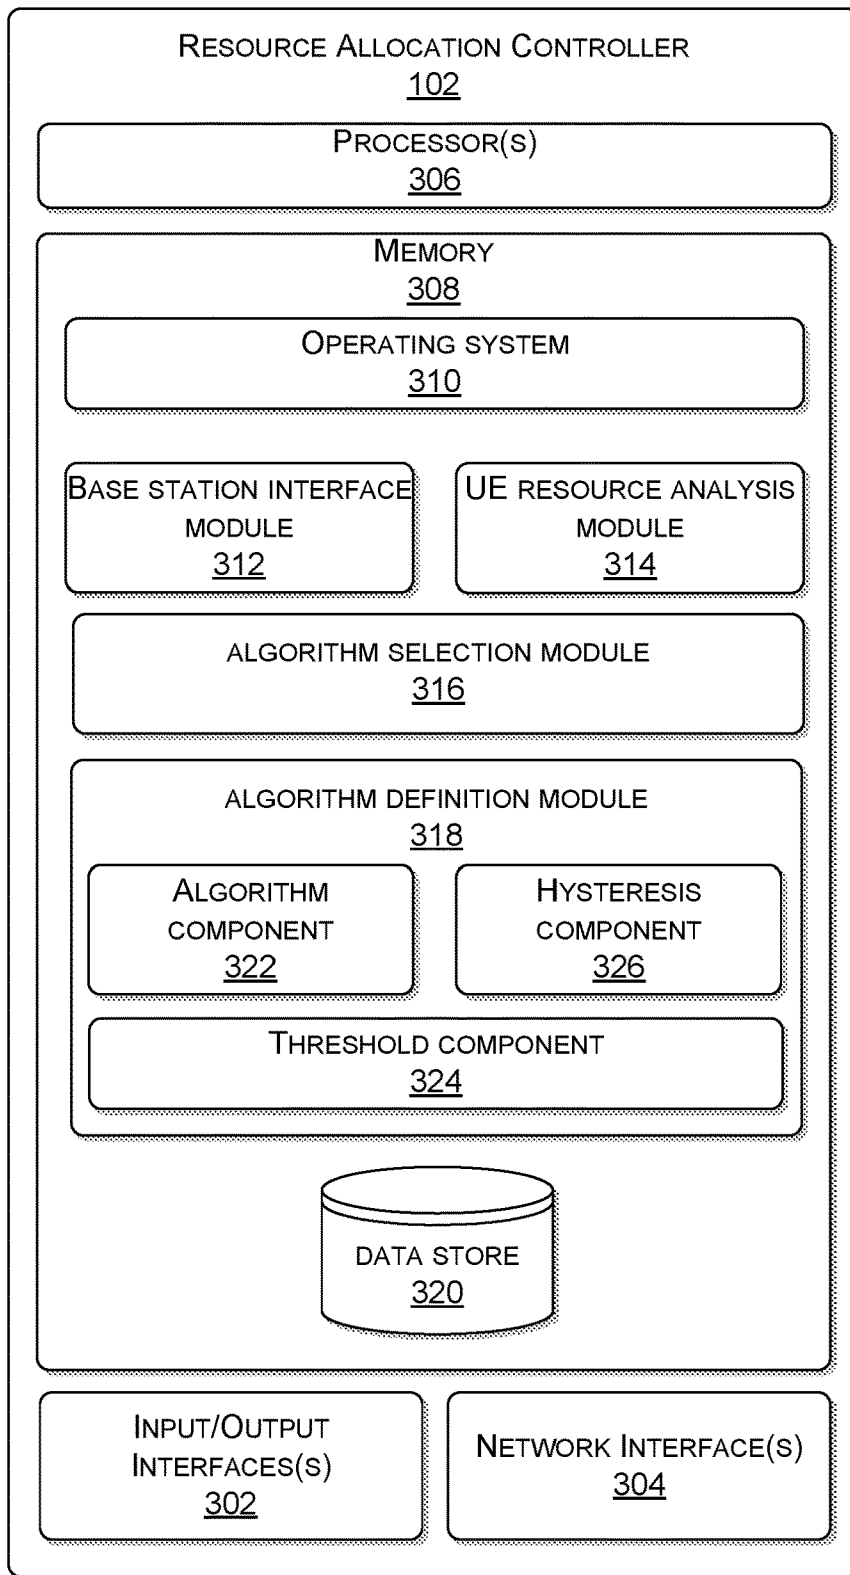 RESOURCE ALLOCATION CONTROLLER
102
PROCESSOR(S)
306
MEMORY
308
OPERATING SYSTEM
310
BASE STATION INTERFACE
MODULE
312
UE RESOURCE ANALYSIS
MODULE
314
ALGORITHM SELECTION MODULE
316
ALGORITHM DEFINITION MODULE
318
ALGORITHM
COMPONENT
322
HYSTERESIS
COMPONENT
326
THRESHOLD COMPONENT
324
DATA STORE
320
INPUT/OUTPUT
INTERFACES(S)
302
NETWORK INTERFACE(S)
304